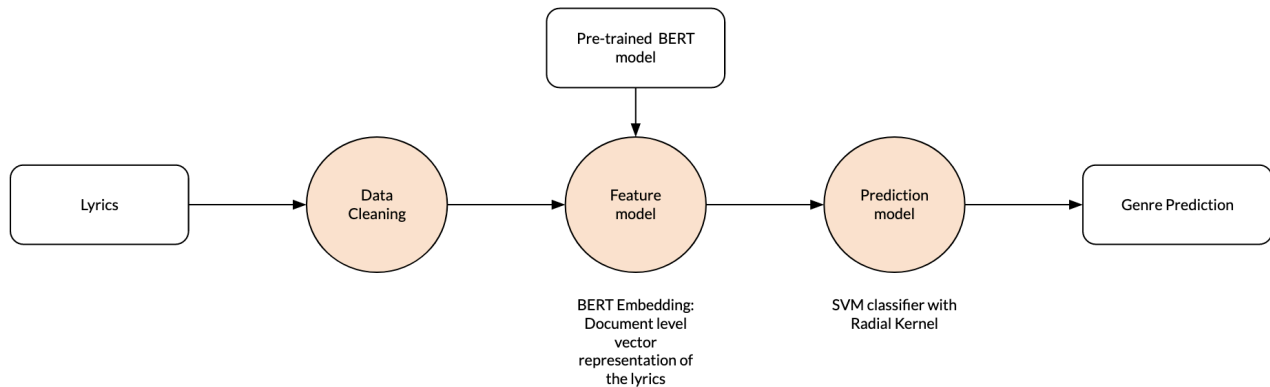 Pre-trained BERT
model
Lyrics
Data
Cleaning
Feature
model
Prediction
model
Genre Prediction
BERT Embedding:
Document level
vector
representation of
the lyrics
SVM classifier with
Radial Kernel